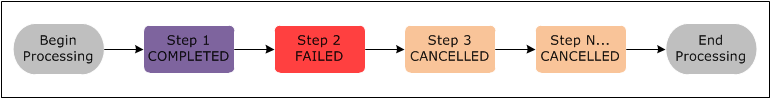 Begin
Processing
Step 1
COMPLETED
Step 2
FAILED
Step 3
CANCELLED
Step N...
CANCELLED
End
Processing